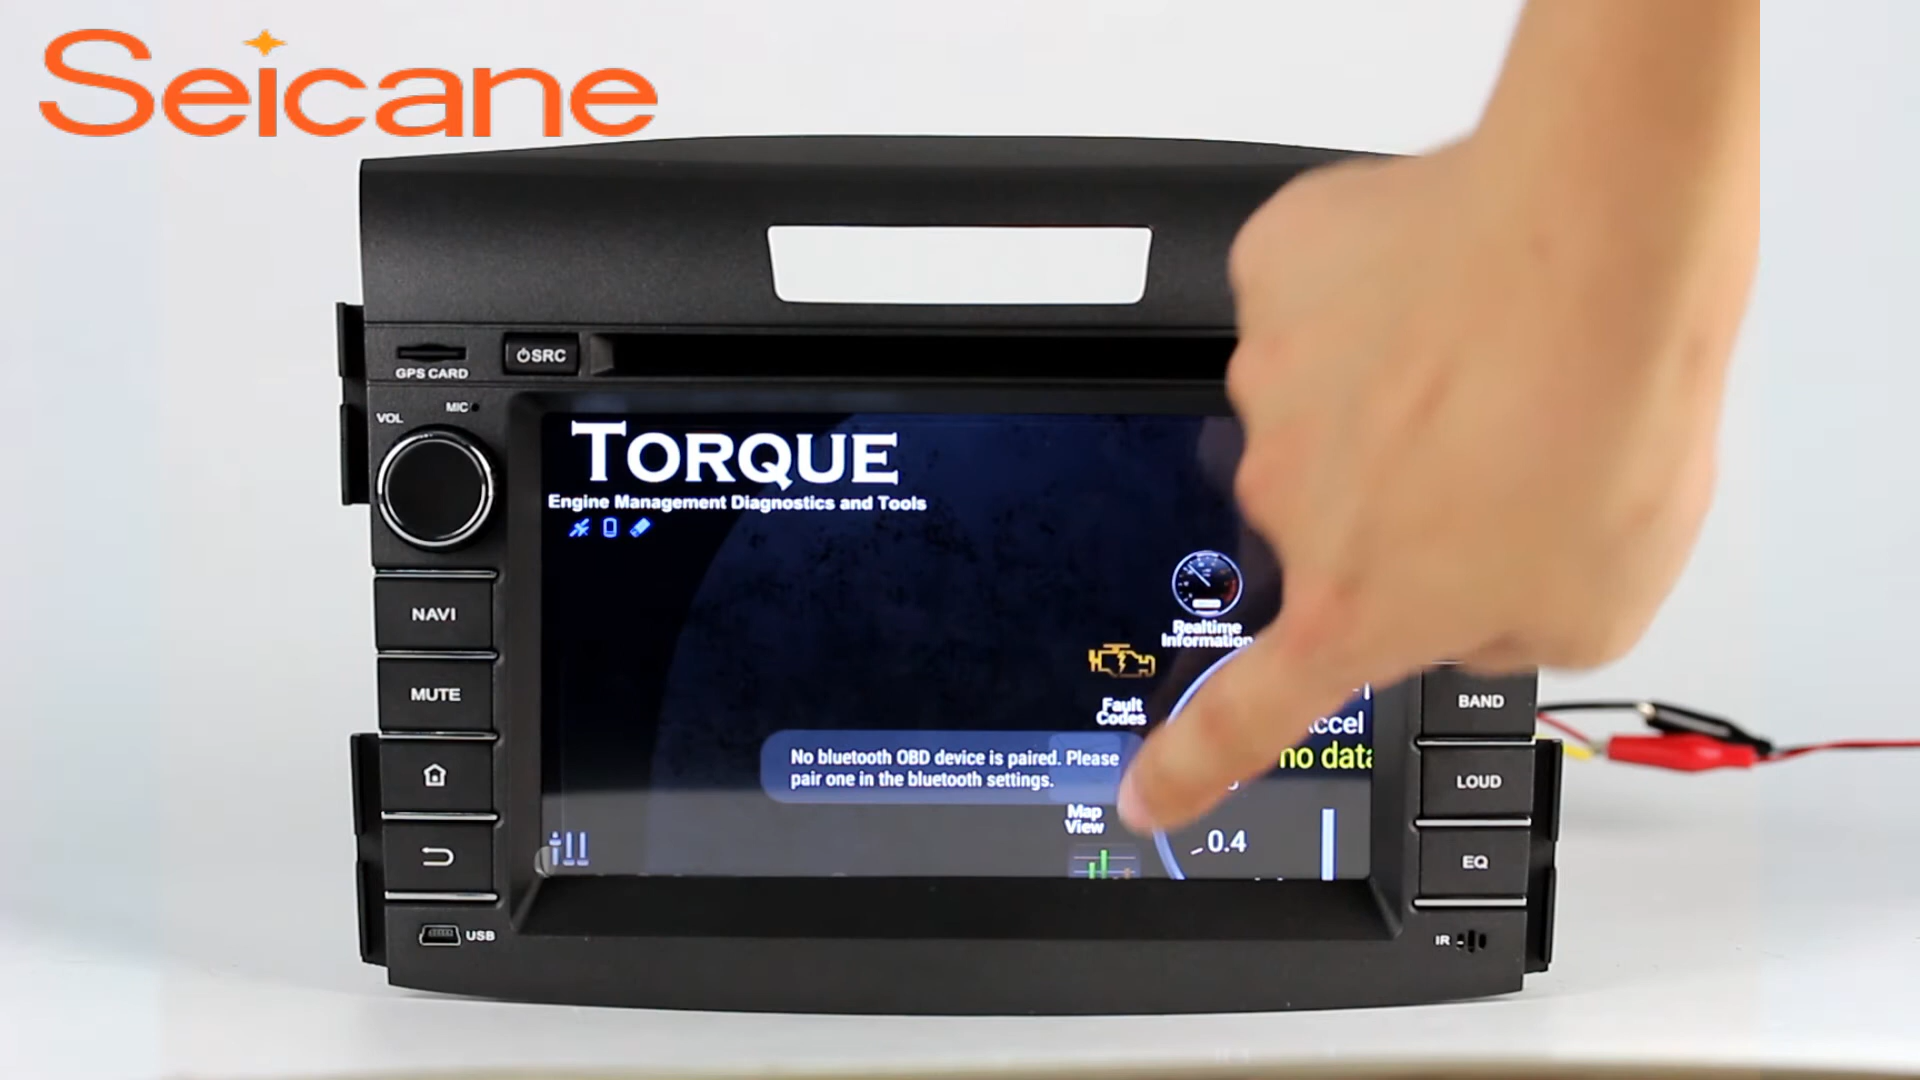 Seicane
SRC
GPS CARD
MIC
VOL
TORQUE
Engine Management Diagnostics and Tools
NAVI
Realtime
Information
MUTE
Fault
Codes
BAND
ccel
no data
No bluetooth OBD device is paired. Please
pair one in the bluetooth settings.
LOUD
Map
View
0.4
EQ
USB
IR